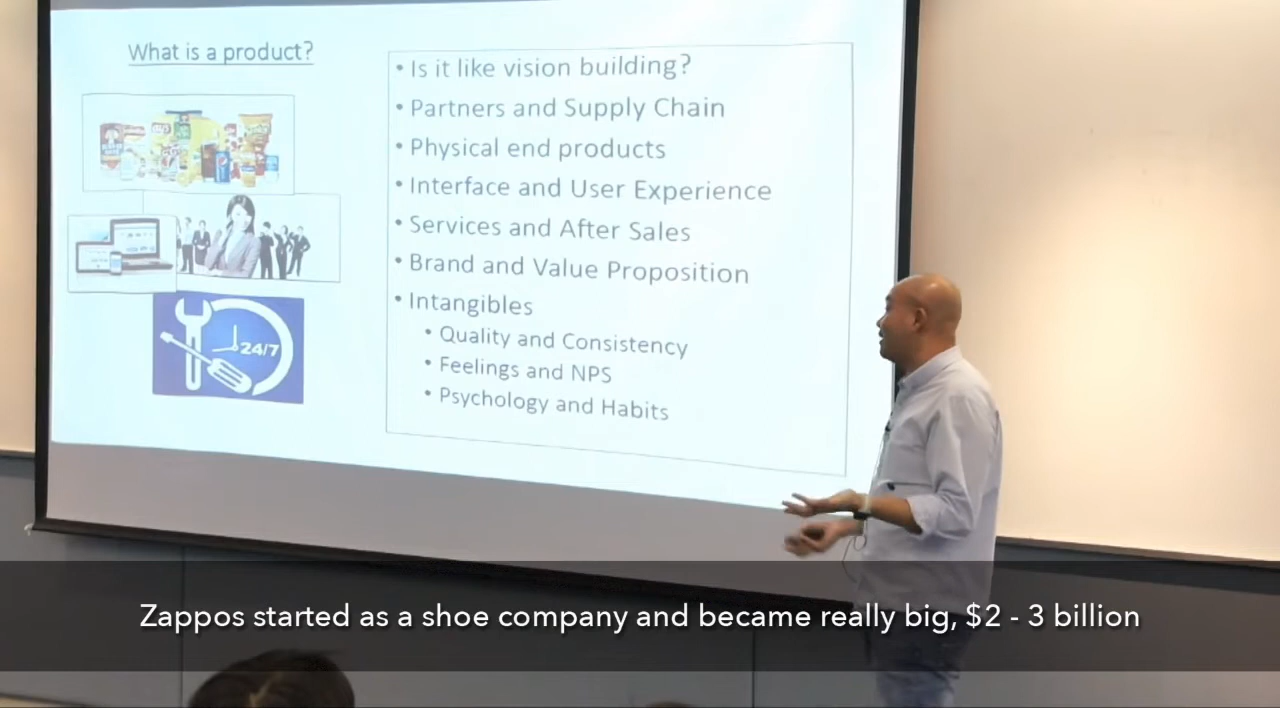 What is a product?
• Is it like vision building?
• Partners and Supply Chain
• Physical end products
• Interface and User Experience
• Services and After Sales
• Brand and Value Proposition
• Intangibles
• Quality and Consistency
• Feelings and NPS
• Psychology and Habits
24/7
Zappos started as a shoe company and became really big, $2 - 3 billion